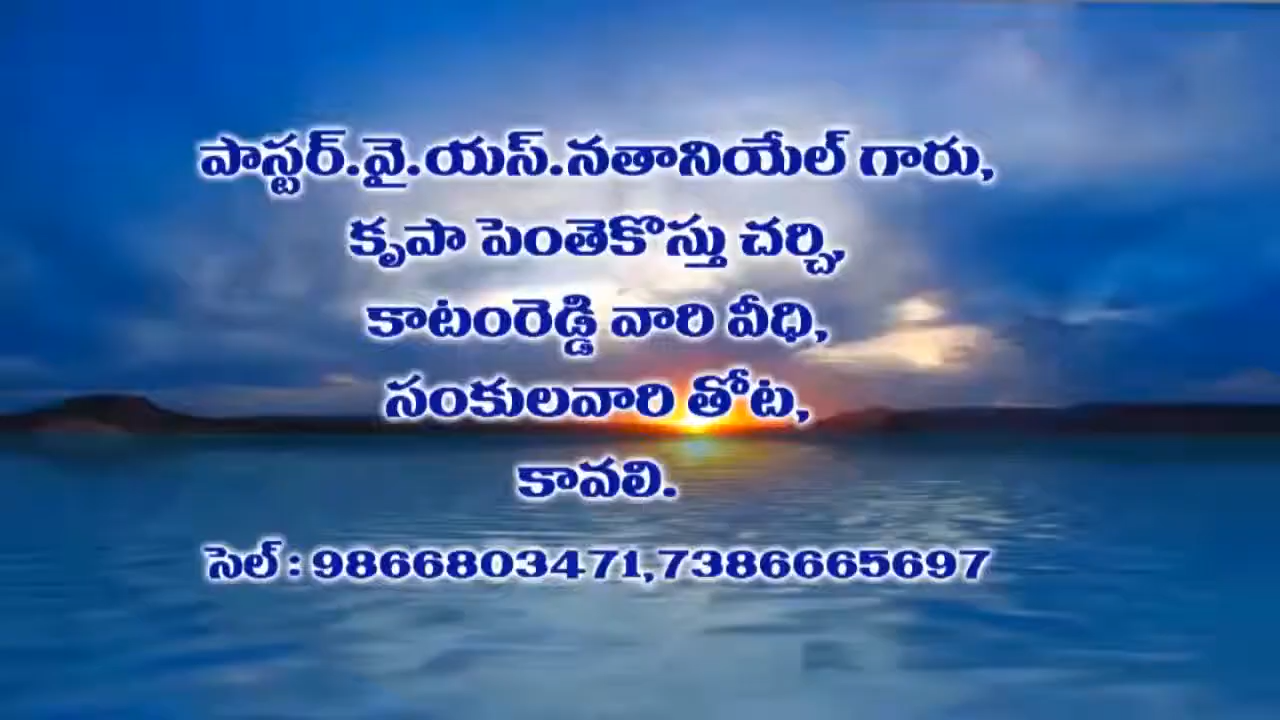 పాస్టర్.వై.యస్.నతానియేల్ గారు,
కృపా పెంతెకొస్తు చర్చి,
కాటంరెడ్డి వారి వీధి,
సంకులవారి తోట,
కావలి.
సెల్ : 9866803471,7386665697